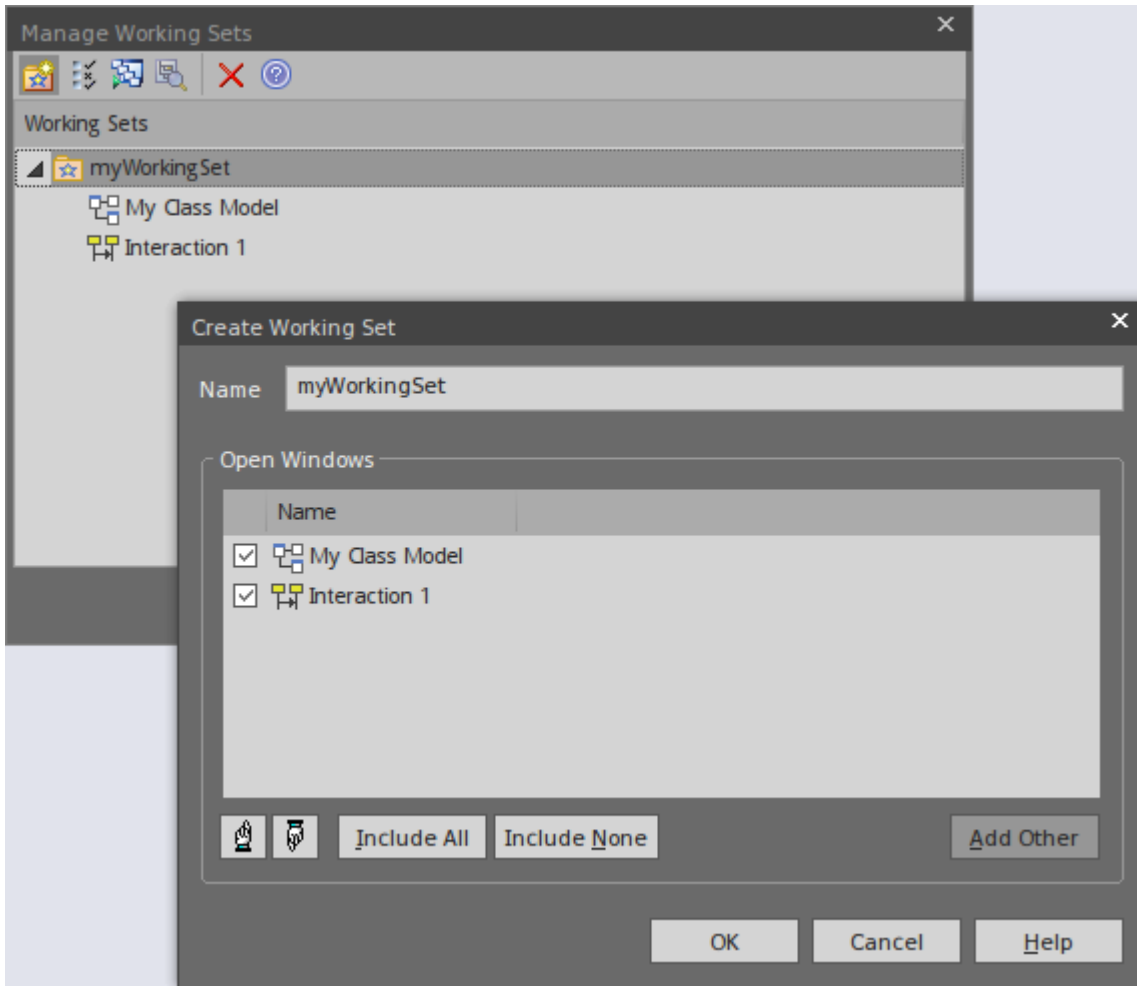 Manage Working Sets
Working Sets
myWorkingSet
My Class Model
Interaction 1
Create Working Set
Name myWorkingSet
Open Windows
Name
My Class Model
Interaction 1
Include All Include None Add Other
OK Cancel Help